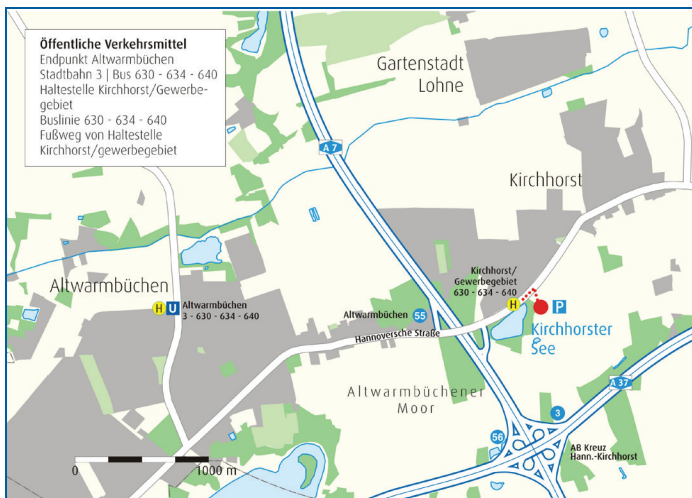 Öffentliche Verkehrsmittel
Endpunkt Altwarmbüchen
Stadtbahn 3 | Bus 630 - 634 - 640
Haltestelle Kirchhorst/Gewerbe-
gebiet
Buslinie 630 - 634 - 640
Fußweg von Haltestelle
Kirchhorst/gewerbegebiet
Gartenstadt
Lohne
A 7
Kirchhorst
Kirchhorst/
Gewerbegebiet
630 - 634 - 640
H
P
Kirchhorster
See
Altwarmbüchen
H U
Altwarmbüchen
3 - 630 - 634 - 640
Altwarmbüchen 55
Hannoversche Straße
Altwarmbüchener
Moor
A 37
3
56
AB Kreuz
Hann.-Kirchhorst
0 1000 m